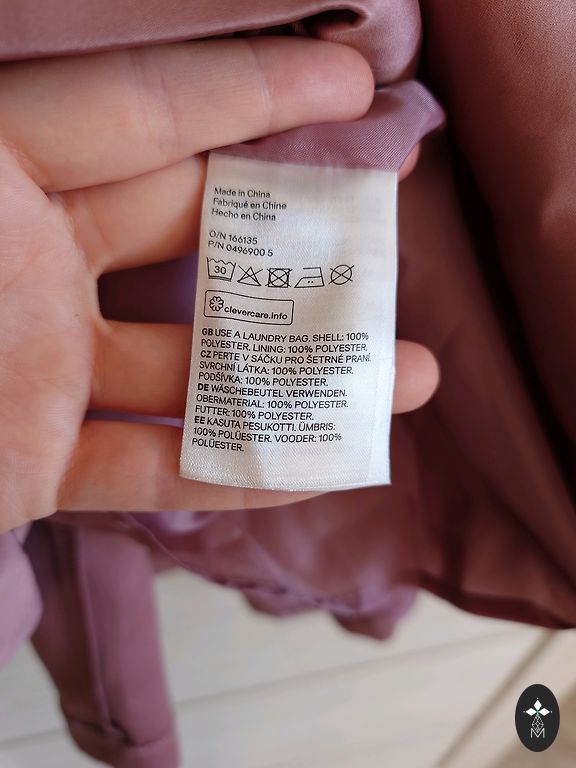 Made in China
Fabriqué en Chine
Hecho en China
O/N 166135
P/N 0496900 5
30
clevercare.info
GB USE A LAUNDRY BAG. SHELL: 100%
POLYESTER. LINING: 100% POLYESTER.
CZ PERTE V SÁČKU PRO ŠETRNÉ PRANÍ.
SVRCHNÍ LÁTKA: 100% POLYESTER.
PODŠÍVKA: 100% POLYESTER.
DE WÄSCHEBEUTEL VERWENDEN.
OBERMATERIAL: 100% POLYESTER.
FUTTER: 100% POLYESTER.
EE KASUTA PESUKOTTI. ÜMBRIS:
100% POLÜESTER. VOODER: 100%
POLÜESTER.
M